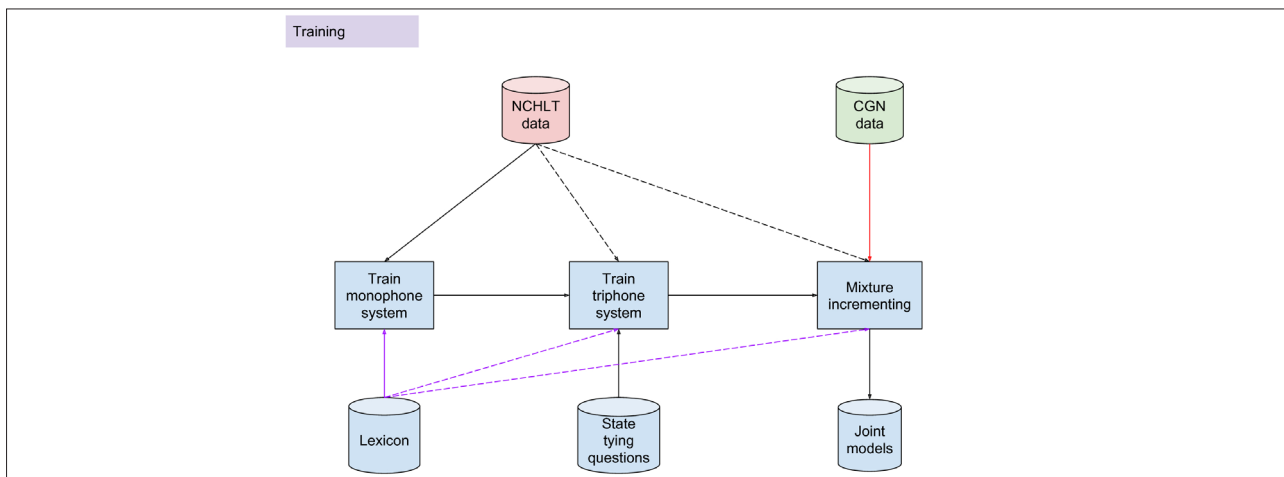 Training
NCHLT
data
CGN
data
Train
monophone
system
Train
triphone
system
Mixture
incrementing
Lexicon
State
tying
questions
Joint
models